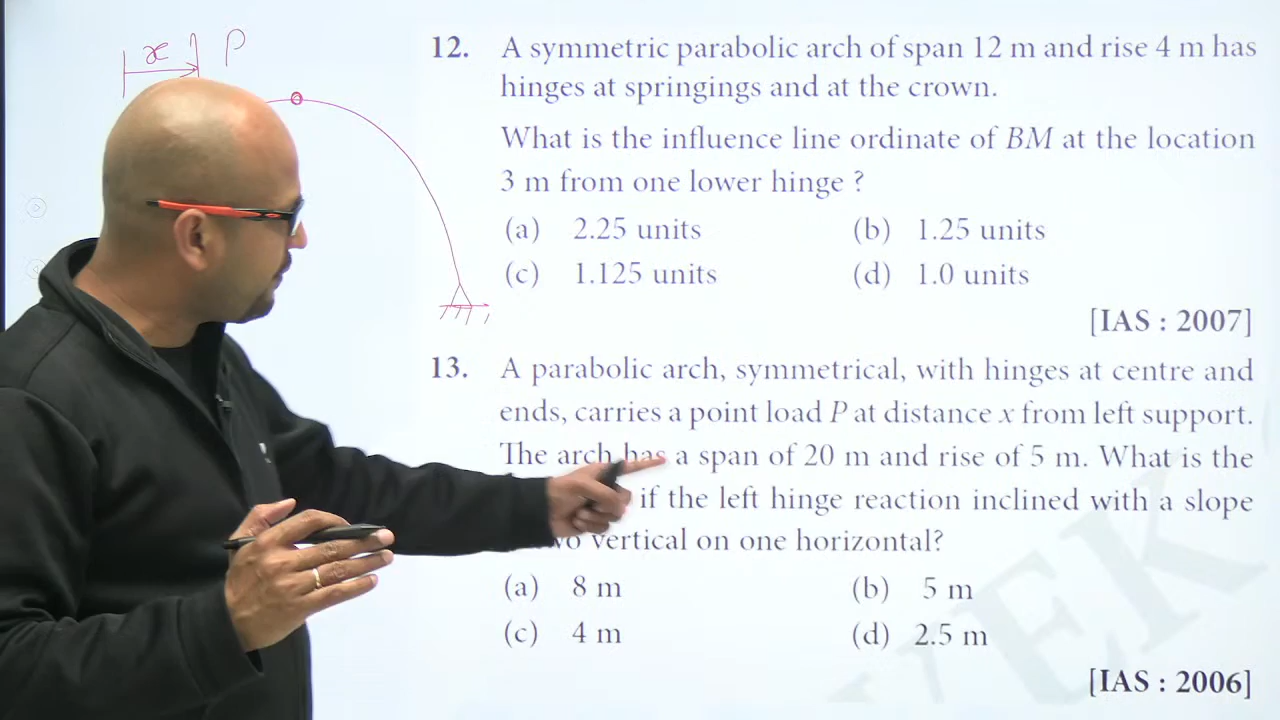 x P
12. A symmetric parabolic arch of span 12 m and rise 4 m has
hinges at springings and at the crown.
What is the influence line ordinate of BM at the location
3 m from one lower hinge ?
(a) 2.25 units (b) 1.25 units
(c) 1.125 units (d) 1.0 units
[IAS : 2007]
13. A parabolic arch, symmetrical, with hinges at centre and
ends, carries a point load P at distance x from left support.
The arch has a span of 20 m and rise of 5 m. What is the
if the left hinge reaction inclined with a slope
vertical on one horizontal?
(a) 8 m (b) 5 m
(c) 4 m (d) 2.5 m
[IAS : 2006]